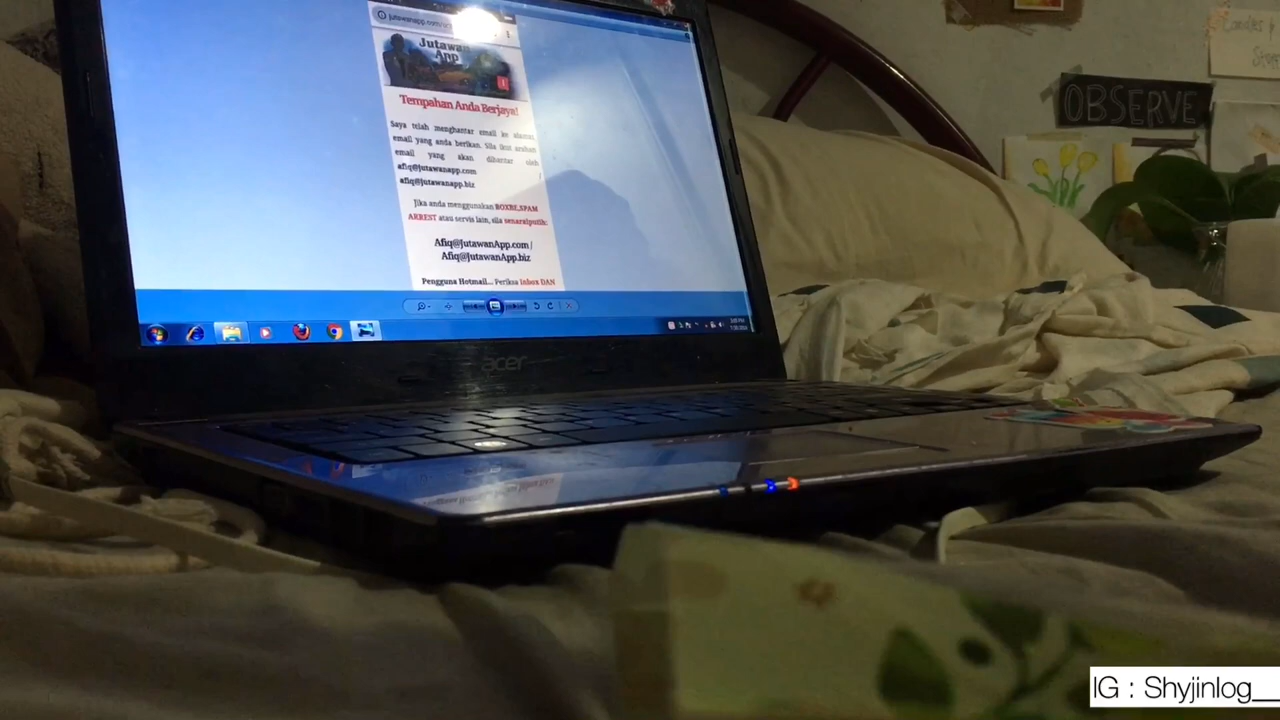 jutawanapp.com/
Jutawan
App
Tempahan Anda Berjaya!
Saya telah menghantar email ke alamat
email yang anda berikan. Sila ikut arahan
email yang akan dihantar oleh
afiq@jutawanapp.com /
afiq@jutawanapp.biz
Jika anda menggunakan BOXBE,SPAM
ARREST atau servis lain, sila senaraiputih:
Afiq@JutawanApp.com /
Afiq@JutawanApp.biz
Pengguna Hotmail... Periksa Inbox DAN
acer
OBSERVE
IG : Shyjinlog__